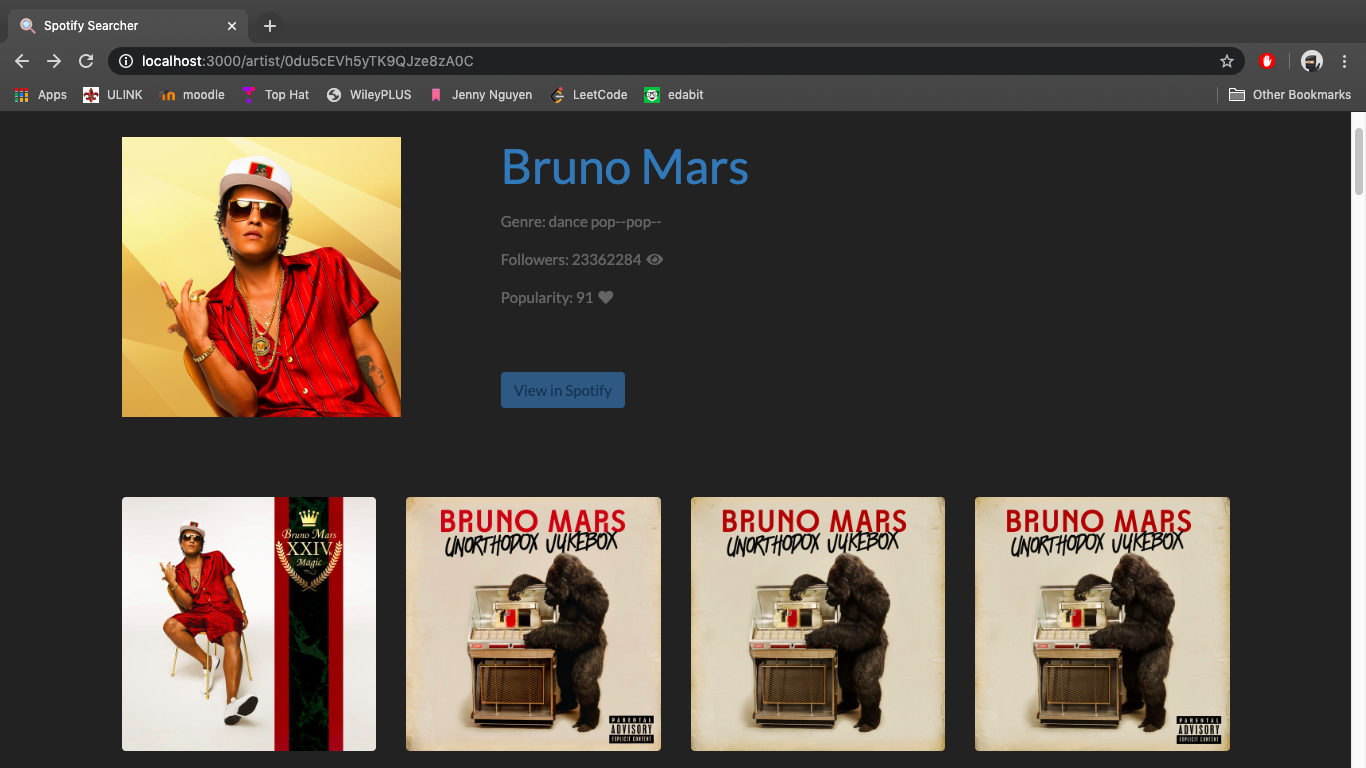 Spotify Searcher
localhost:3000/artist/0du5cEVh5yTK9QJze8zA0C
Apps ULINK moodle Top Hat WileyPLUS Jenny Nguyen LeetCode edabit Other Bookmarks
Bruno Mars
Genre: dance pop--pop--
Followers: 23362284
Popularity: 91
View in Spotify
Bruno Mars
XXIV
Magic
BRUNO MARS
UNORTHODOX JUKEBOX
PARENTAL
ADVISORY
EXPLICIT CONTENT
BRUNO MARS
UNORTHODOX JUKEBOX
BRUNO MARS
UNORTHODOX JUKEBOX
PARENTAL
ADVISORY
EXPLICIT CONTENT